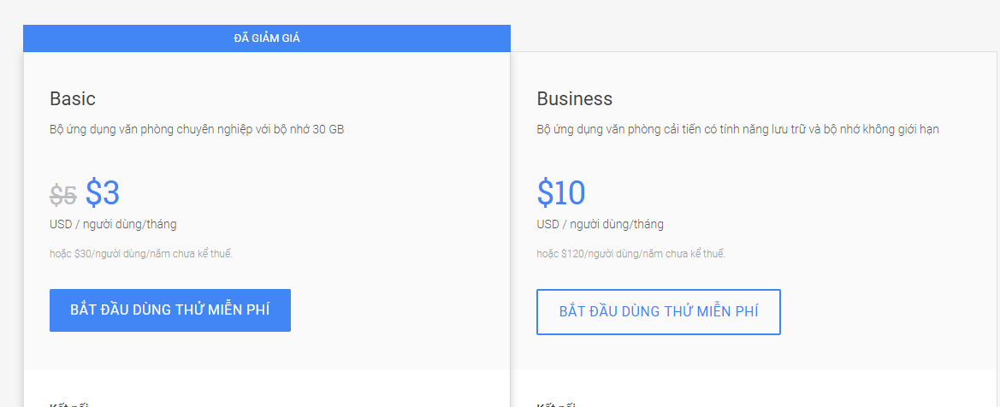 ĐÃ GIẢM GIÁ
Basic
Bộ ứng dụng văn phòng chuyên nghiệp với bộ nhớ 30 GB
$5 $3
USD / người dùng/tháng
hoặc $30/người dùng/năm chưa kể thuế.
BẮT ĐẦU DÙNG THỬ MIỄN PHÍ
Business
Bộ ứng dụng văn phòng cải tiến có tính năng lưu trữ và bộ nhớ không giới hạn
$10
USD / người dùng/tháng
hoặc $120/người dùng/năm chưa kể thuế.
BẮT ĐẦU DÙNG THỬ MIỄN PHÍ